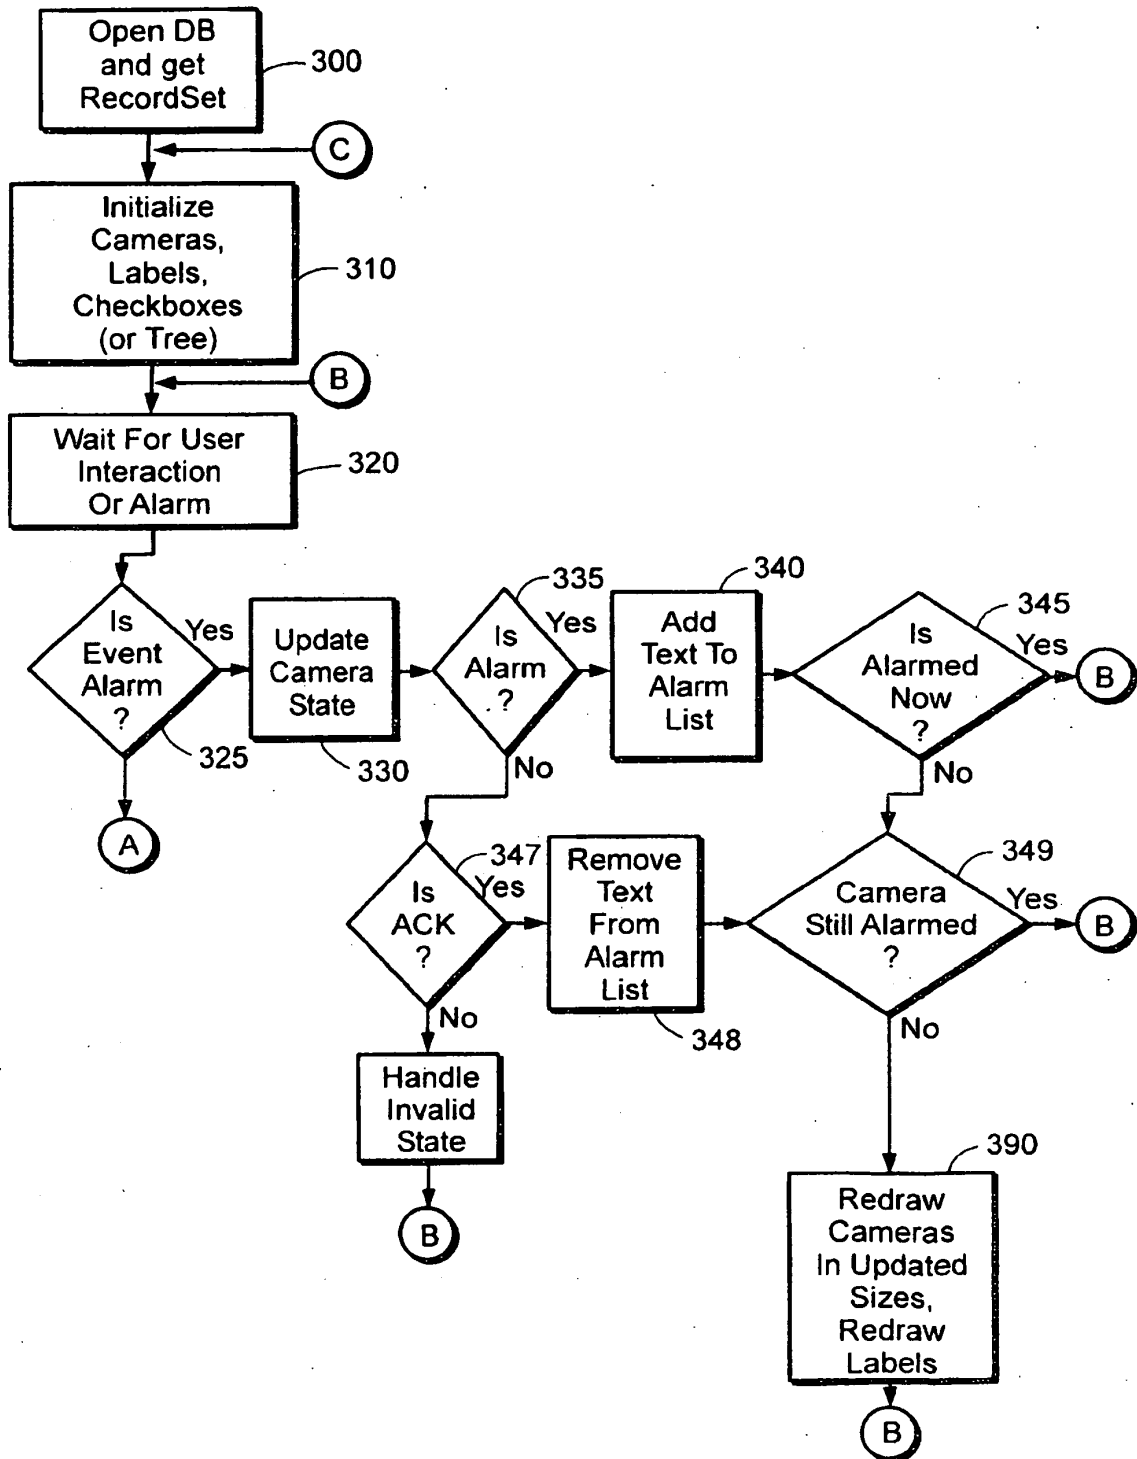 Open DB
and get
RecordSet
300
C
Initialize
Cameras,
Labels,
Checkboxes
(or Tree)
310
B
Wait For User
Interaction
Or Alarm
320
Is
Event
Alarm
?
Yes
325
A
Update
Camera
State
330
Is
Alarm
?
335
Yes
No
Add
Text To
Alarm
List
340
Is
Alarmed
Now
?
345
Yes
B
No
Is
ACK
?
347
Yes
No
Remove
Text
From
Alarm
List
348
Camera
Still Alarmed
?
349
Yes
B
No
Handle
Invalid
State
B
390
Redraw
Cameras
In Updated
Sizes,
Redraw
Labels
B